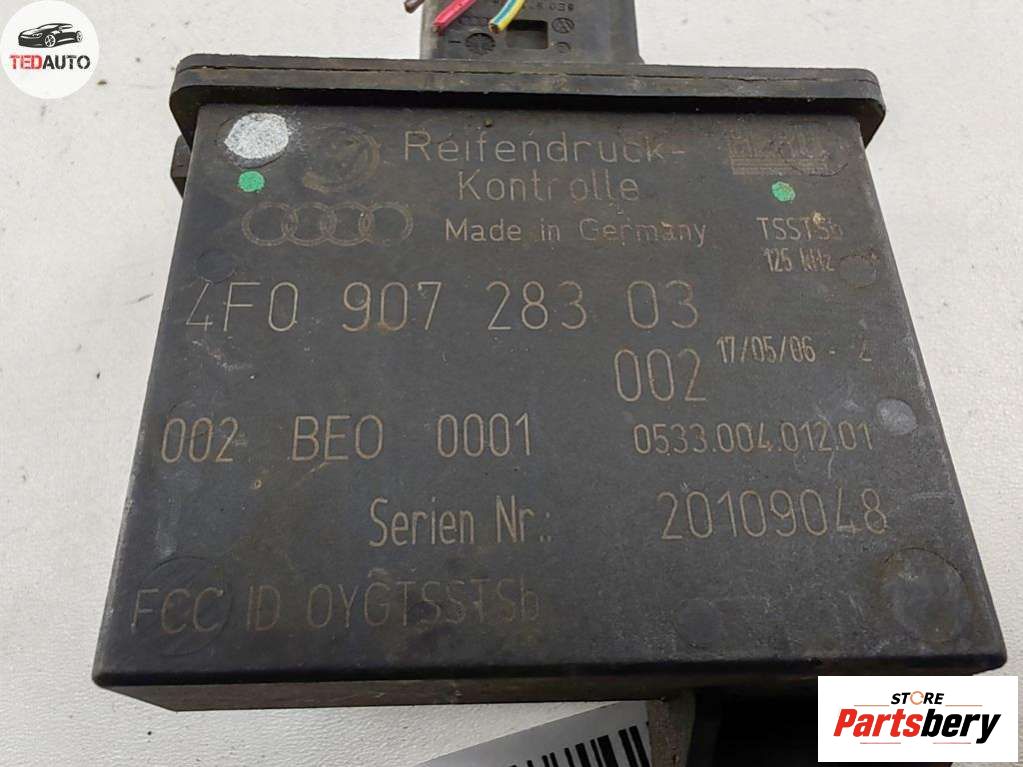 TEDAUTO
Reifendruck-
Kontrolle
Made in Germany
TSSTSb
125 kHz
4F0 907 283 03
002
17/05/06 - 2
002 BE0 0001
0533.004.012.01
Serien Nr.: 20109048
FCC ID OYGTSSTSb
STORE
Partsbery